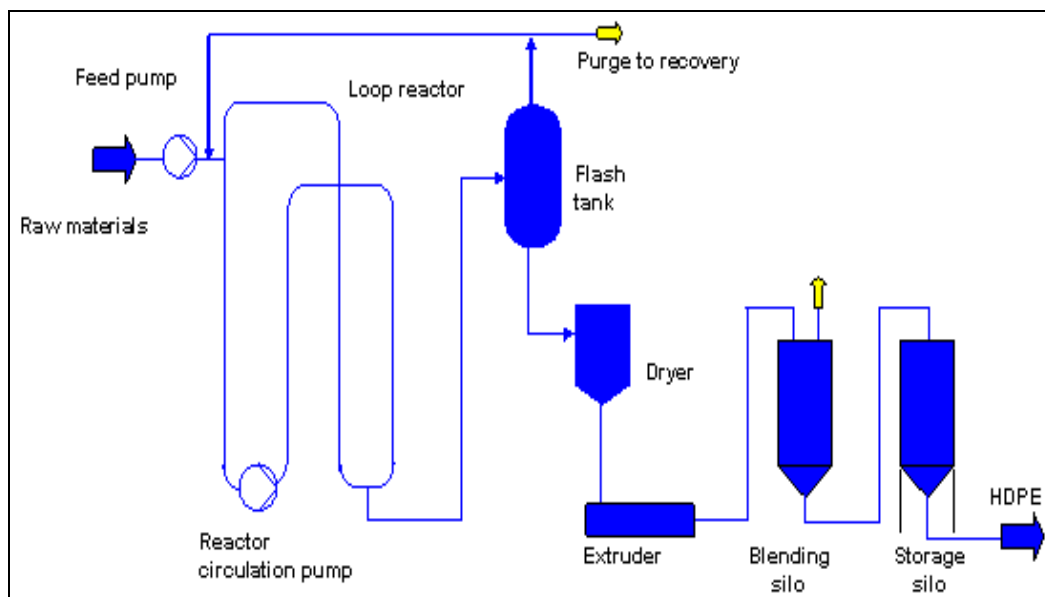 Purge to recovery
Feed pump
Loop reactor
Flash
tank
Raw materials
Dryer
HDPE
Reactor
circulation pump
Extruder
Blending
silo
Storage
silo